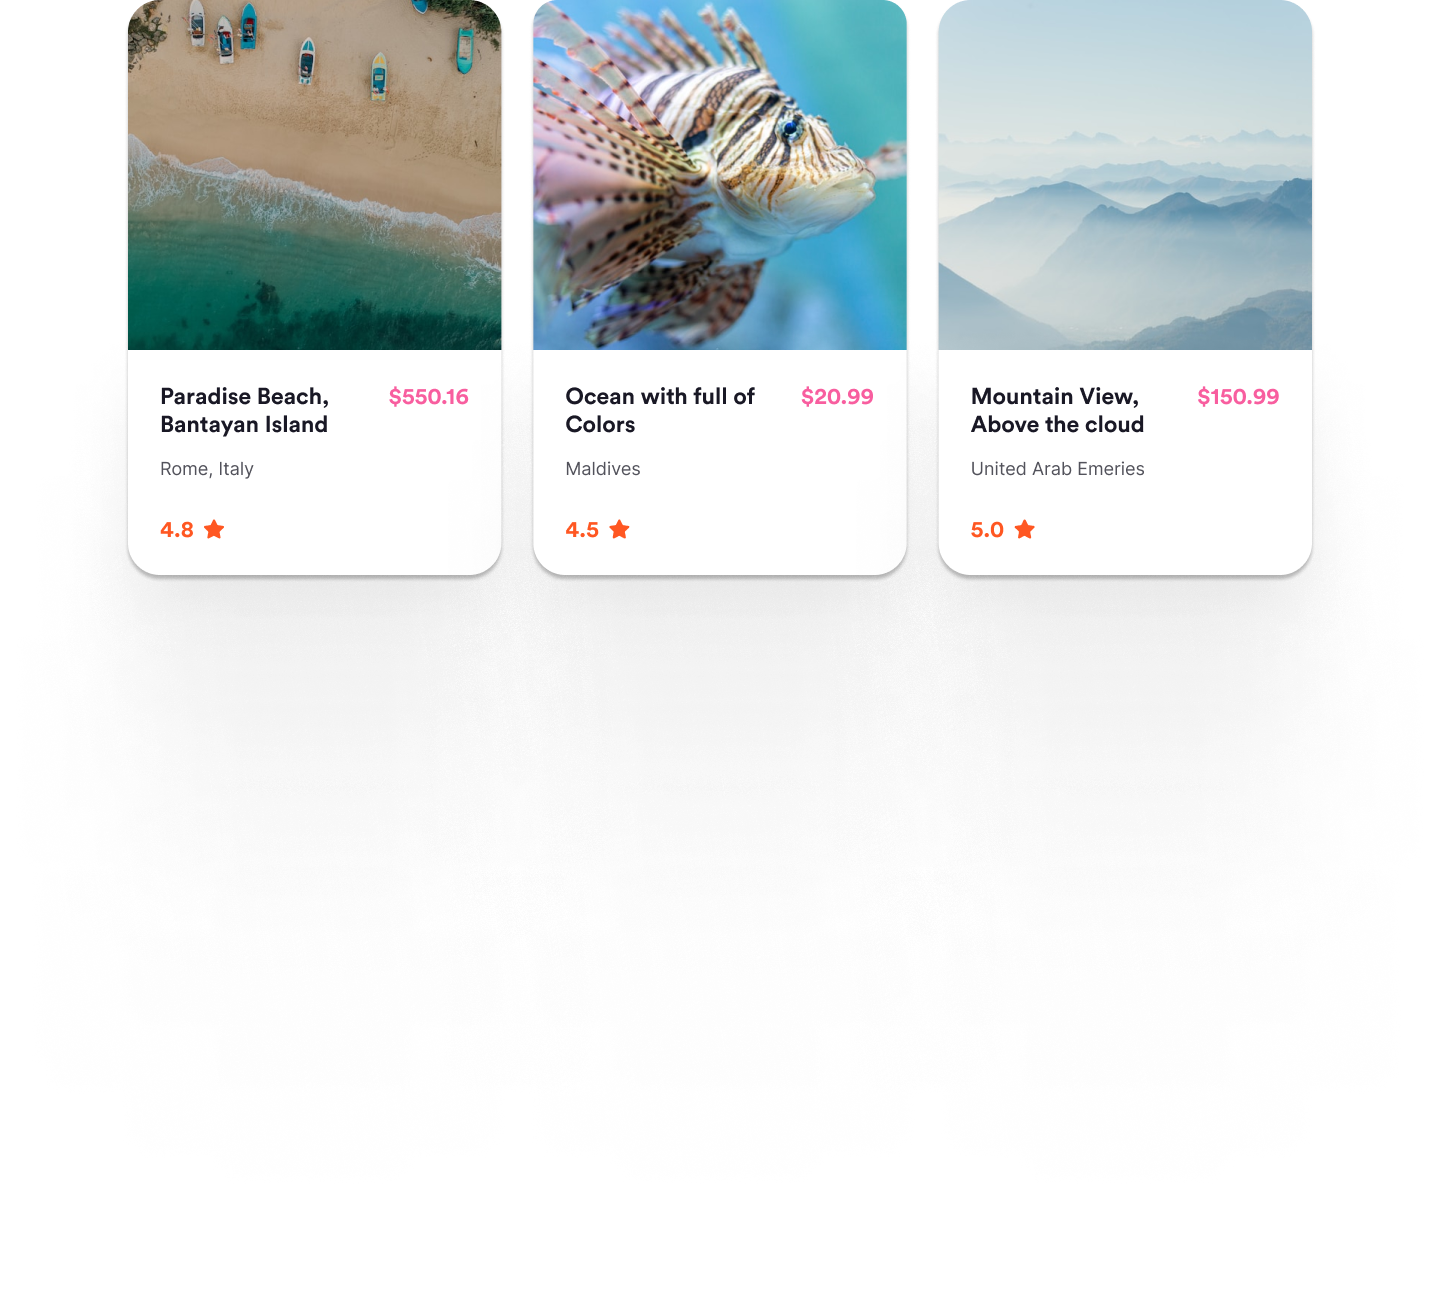 Paradise Beach,
Bantayan Island
$550.16
Rome, Italy
4.8
Ocean with full of
Colors
$20.99
Maldives
4.5
Mountain View,
Above the cloud
$150.99
United Arab Emeries
5.0